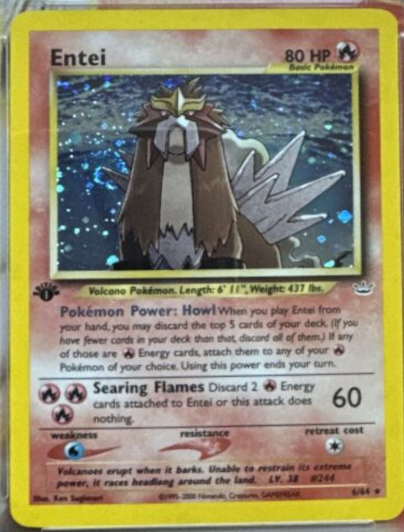 Entei
80 HP
Basic Pokémon
Volcano Pokémon. Length: 6' 11", Weight: 437 lbs.
Pokémon Power: Howl When you play Entei from
your hand, you may discard the top 5 cards of your deck. (If you
have fewer cards in your deck than that, discard all of them.) If any
of those are Energy cards, attach them to any of your
Pokémon of your choice. Using this power ends your turn.
Searing Flames Discard 2 Energy
cards attached to Entei or this attack does
nothing.
60
weakness
resistance
retreat cost
Volcanoes erupt when it barks. Unable to restrain its extreme
power, it races headlong around the land. LV. 38 #244
Illus. Ken Sugimori
©1995-2000 Nintendo, Creatures, GAMEFREAK.
6/64 ★